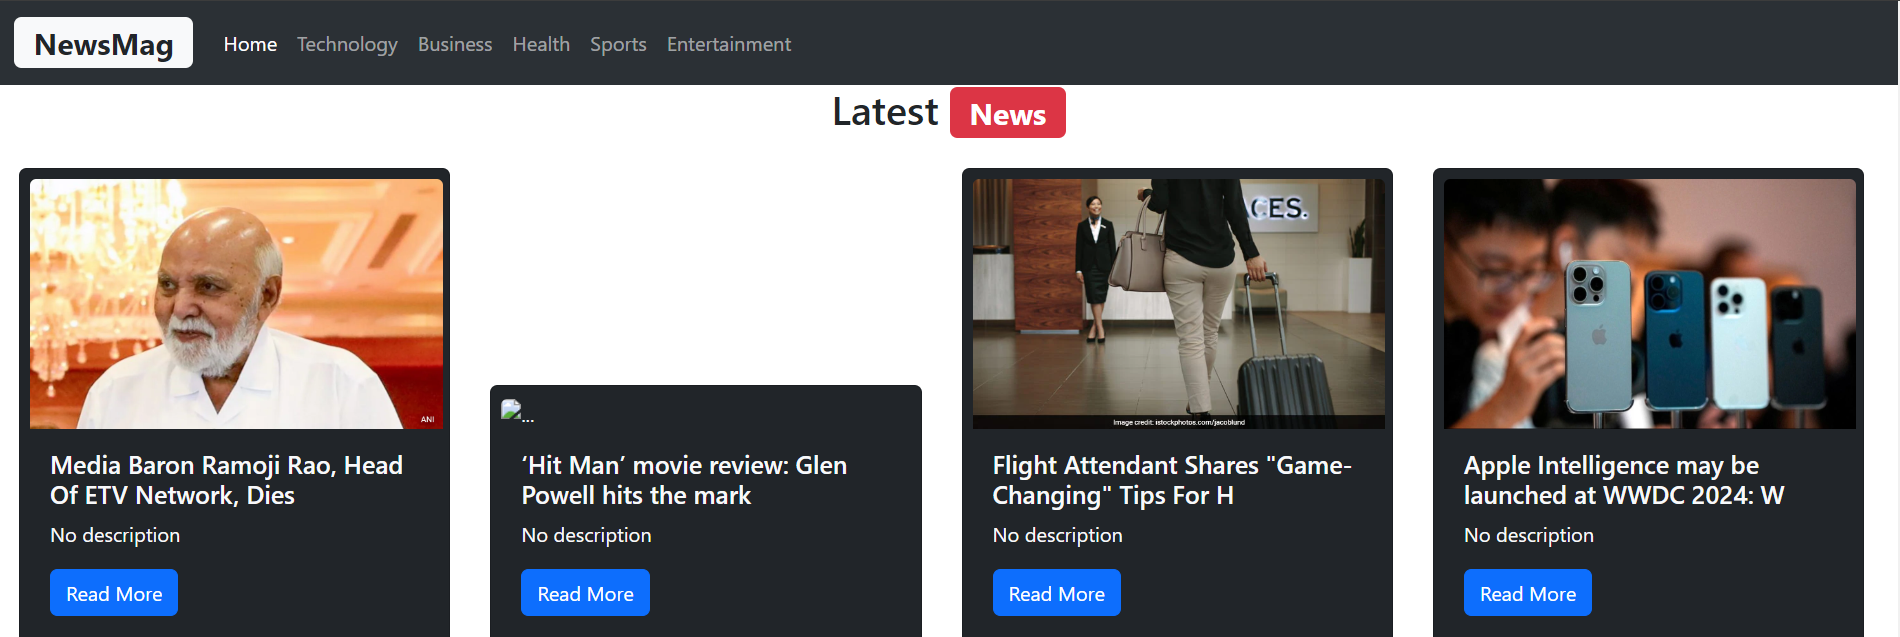 NewsMag Home Technology Business Health Sports Entertainment
Latest News
ANI
Media Baron Ramoji Rao, Head
Of ETV Network, Dies
No description
Read More
...
‘Hit Man’ movie review: Glen
Powell hits the mark
No description
Read More
CES.
Image credit: istockphotos.com/jacoblund
Flight Attendant Shares "Game-
Changing" Tips For H
No description
Read More
Apple Intelligence may be
launched at WWDC 2024: W
No description
Read More